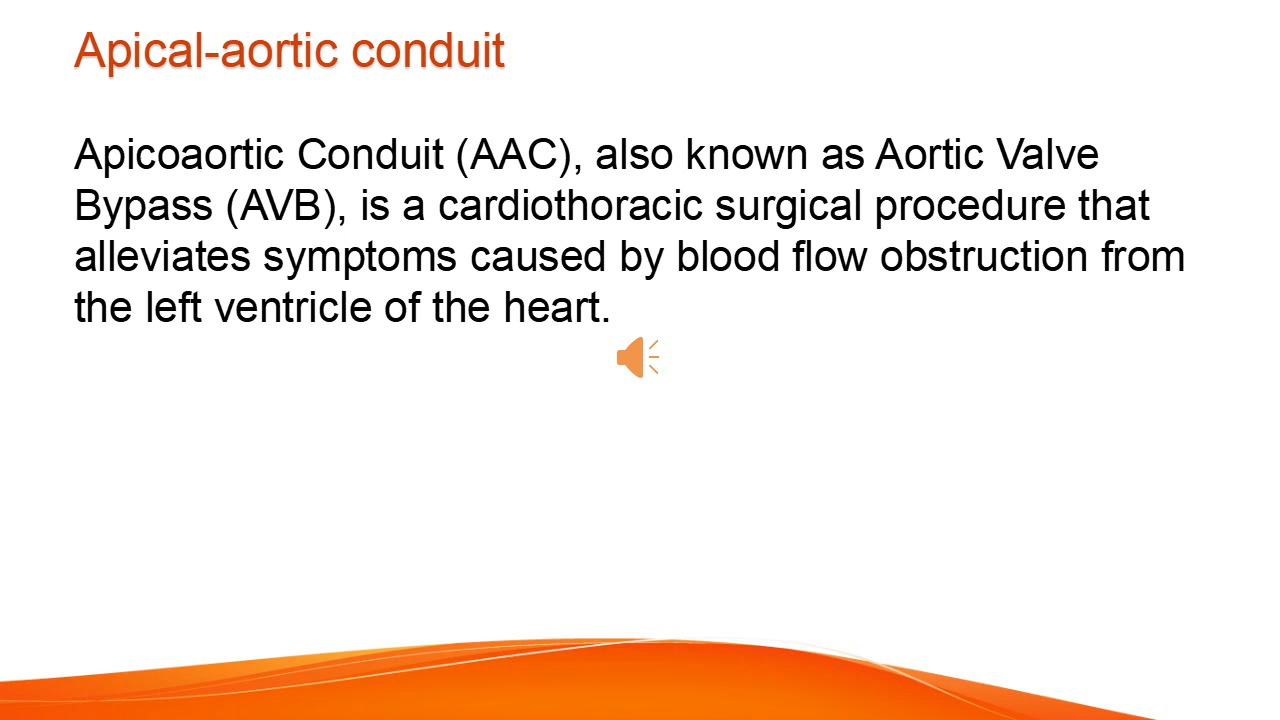 Apical-aortic conduit
Apicoaortic Conduit (AAC), also known as Aortic Valve
Bypass (AVB), is a cardiothoracic surgical procedure that
alleviates symptoms caused by blood flow obstruction from
the left ventricle of the heart.